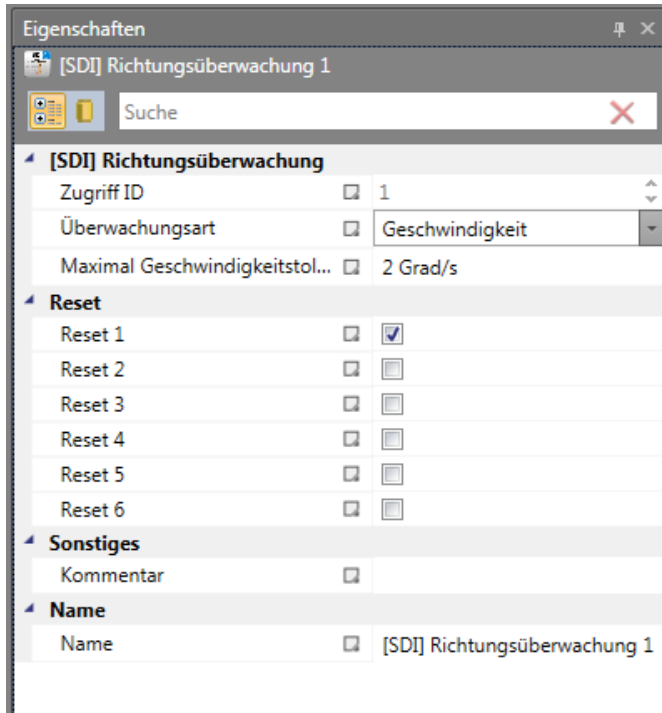 Eigenschaften
[SDI] Richtungsüberwachung 1
Suche
[SDI] Richtungsüberwachung
Zugriff ID 1
Überwachungsart Geschwindigkeit
Maximal Geschwindigkeitstol... 2 Grad/s
Reset
Reset 1
Reset 2
Reset 3
Reset 4
Reset 5
Reset 6
Sonstiges
Kommentar
Name
Name [SDI] Richtungsüberwachung 1